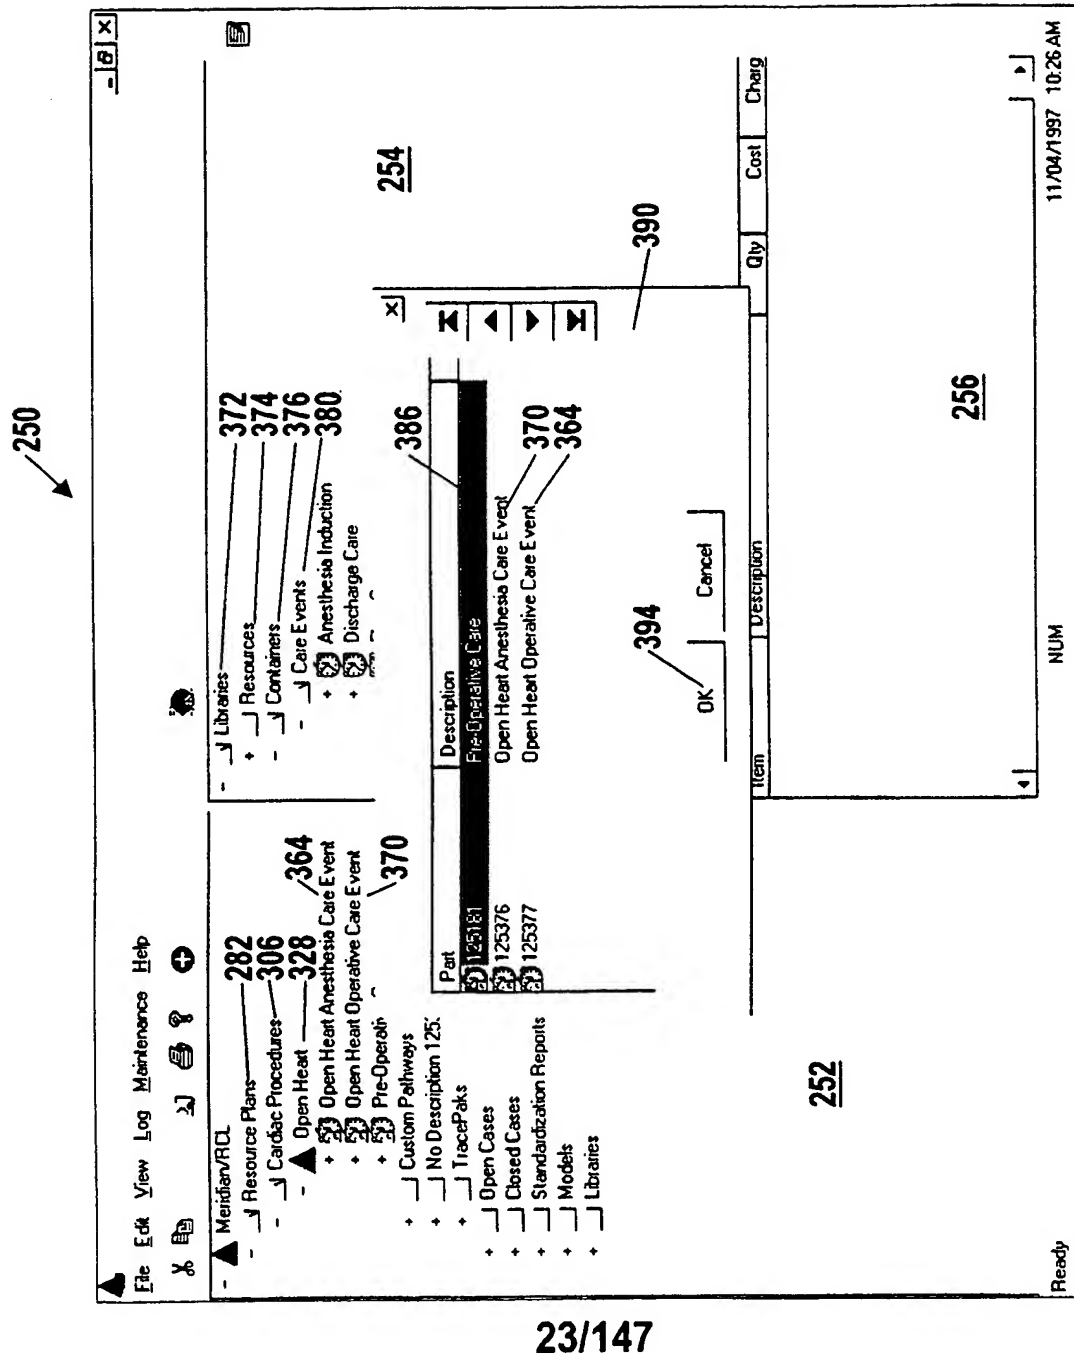 250
File Edit View Log Maintenance Help
Meridian/RCL
Resource Plans 282
Cardiac Procedures 306
Open Heart 328
Open Heart Anesthesia Care Event 364
Open Heart Operative Care Event 370
Pre-Operativ
Custom Pathways
No Description 125:
TracePaks
Open Cases
Closed Cases
Standardization Reports
Models
Libraries
252
Libraries 372
Resources 374
Containers 376
Care Events 380
Anesthesia Induction
Discharge Care
254
Part Description
386
125181 Pre-Operative Care
125376 Open Heart Anesthesia Care Event 370
125377 Open Heart Operative Care Event 364
390
394
OK Cancel
Item Description Qty Cost Charg
256
Ready NUM 11/04/1997 10:26 AM
23/147